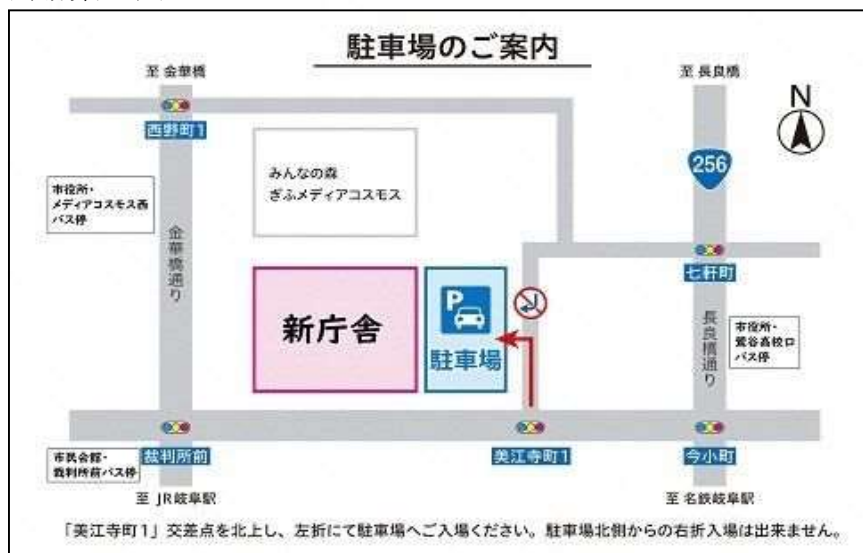 駐車場のご案内
至 金華橋
至 長良橋
N
西野町1
256
みんなの森
ぎふメディアコスモス
市役所・
メディアコスモス西
バス停
金華橋通り
七軒町
新庁舎
P
駐車場
長良橋通り
市役所・
鶯谷高校口
バス停
市民会館・
裁判所前バス停
裁判所前
美江寺町1
今小町
至 JR岐阜駅
至 名鉄岐阜駅
「美江寺町1」交差点を北上し、左折にて駐車場へご入場ください。駐車場北側からの右折入場は出来ません。